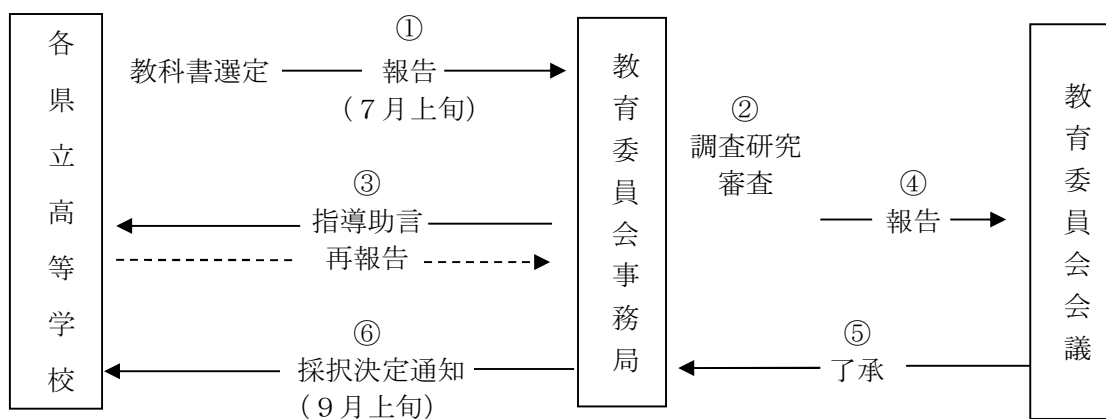 各県立高等学校
①
教科書選定
報告
（７月上旬）
③
指導助言
再報告
⑥
採択決定通知
（９月上旬）
教育委員会事務局
②
調査研究
審査
④
報告
⑤
了承
教育委員会会議